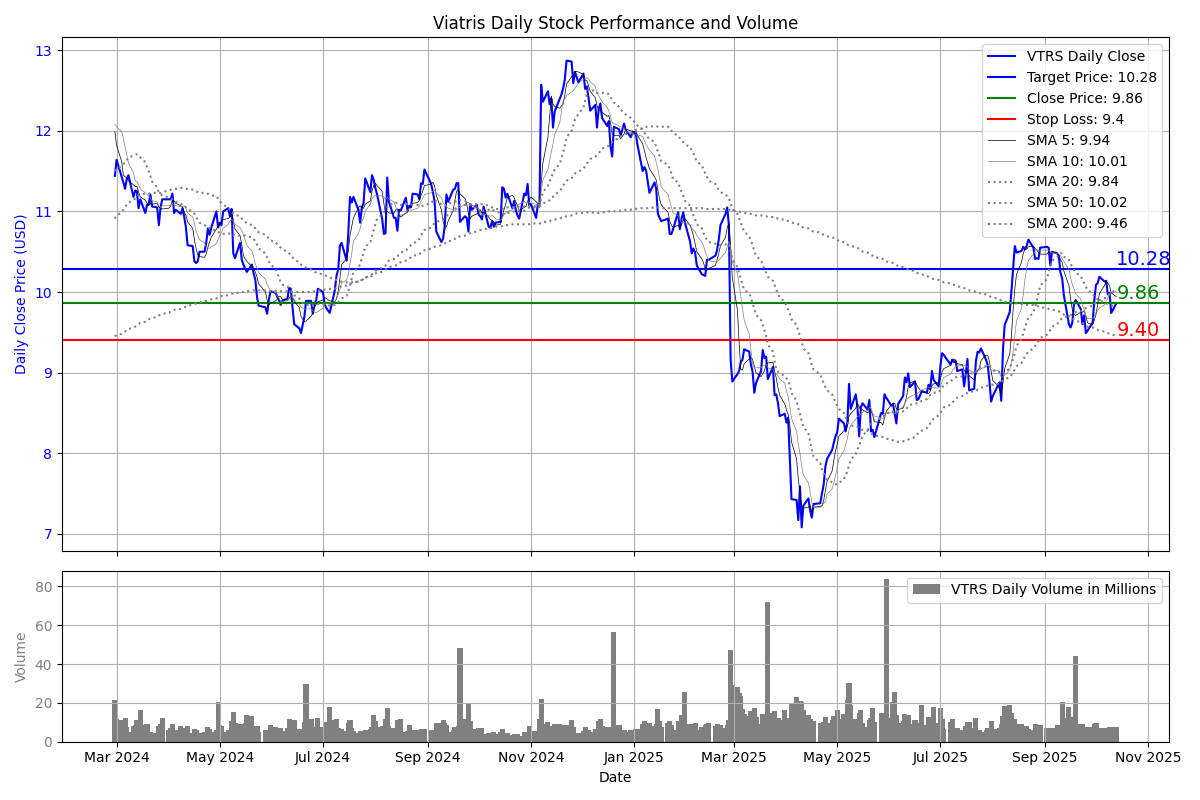 Viatris Daily Stock Performance and Volume
Daily Close Price (USD)
13
12
11
10
9
8
7
VTRS Daily Close
Target Price: 10.28
Close Price: 9.86
Stop Loss: 9.4
SMA 5: 9.94
SMA 10: 10.01
SMA 20: 9.84
SMA 50: 10.02
SMA 200: 9.46
10.28
9.86
9.40
Volume
80
60
40
20
0
VTRS Daily Volume in Millions
Mar 2024 May 2024 Jul 2024 Sep 2024 Nov 2024 Jan 2025 Mar 2025 May 2025 Jul 2025 Sep 2025 Nov 2025
Date